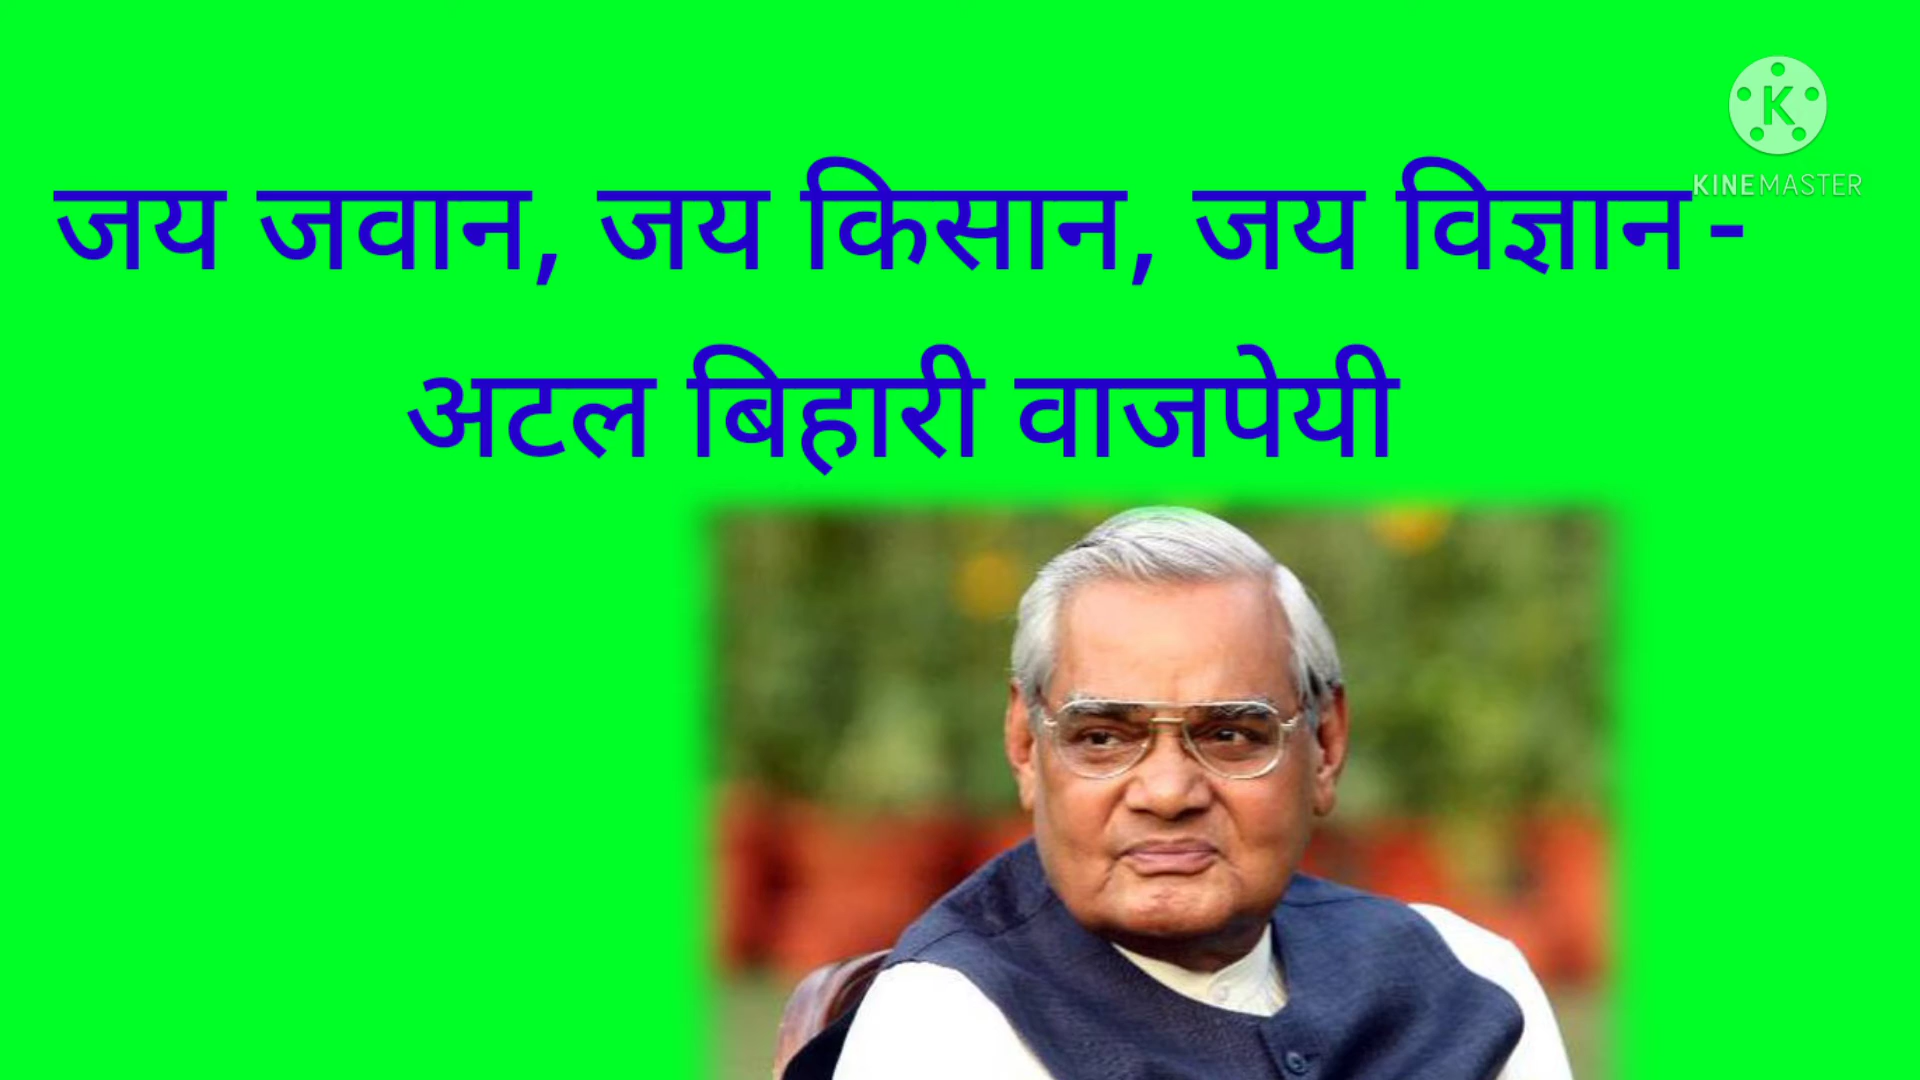 K
KINEMASTER
जय जवान, जय किसान, जय विज्ञान -
अटल बिहारी वाजपेयी